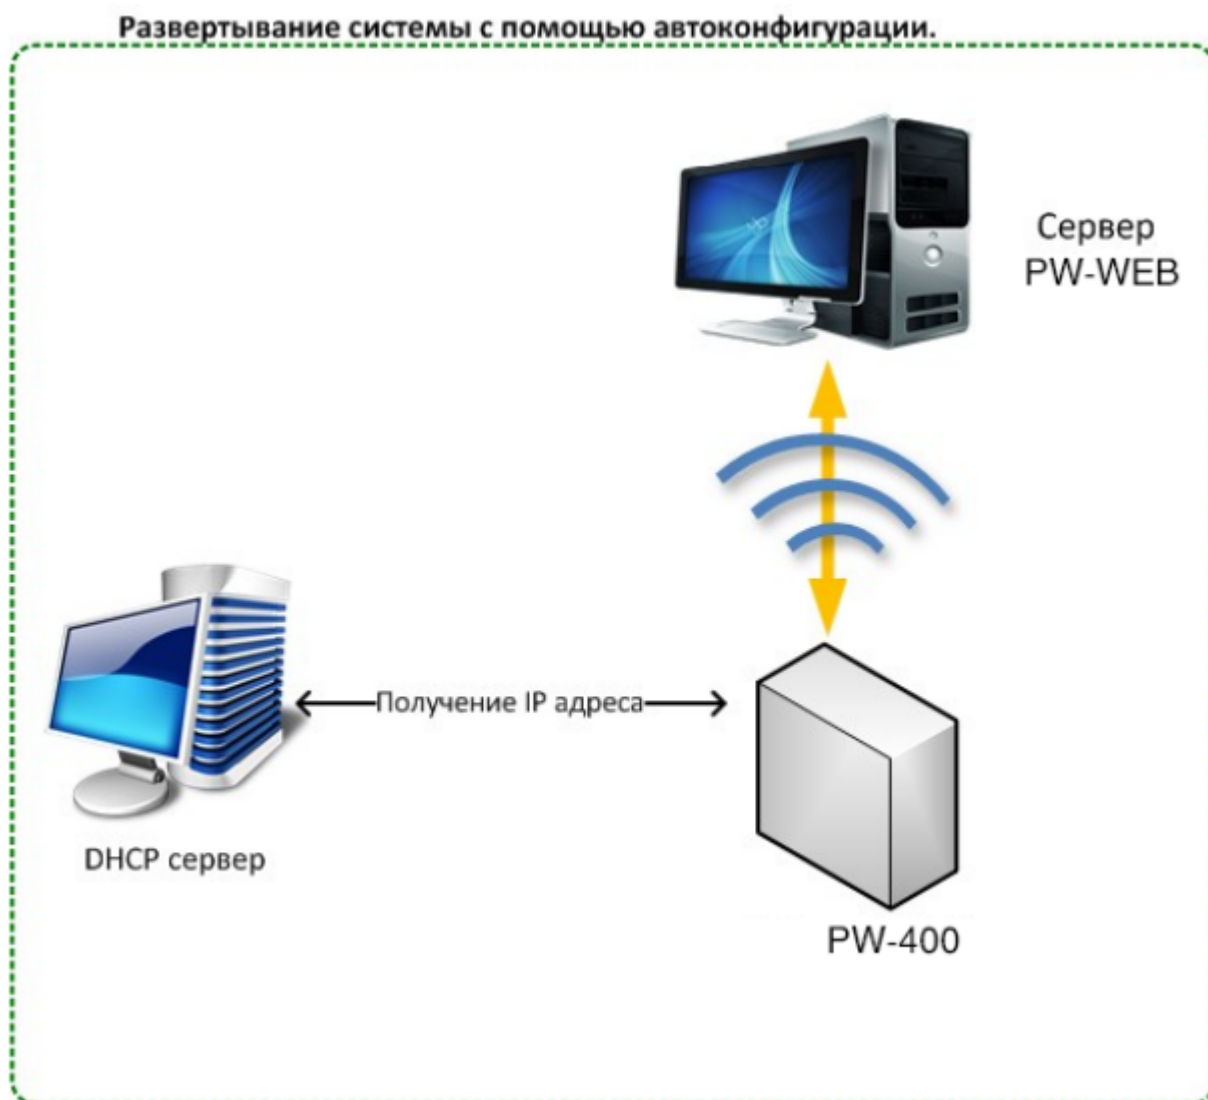 Развертывание системы с помощью автоконфигурации.
Сервер
PW-WEB
Получение IP адреса
DHCP сервер
PW-400